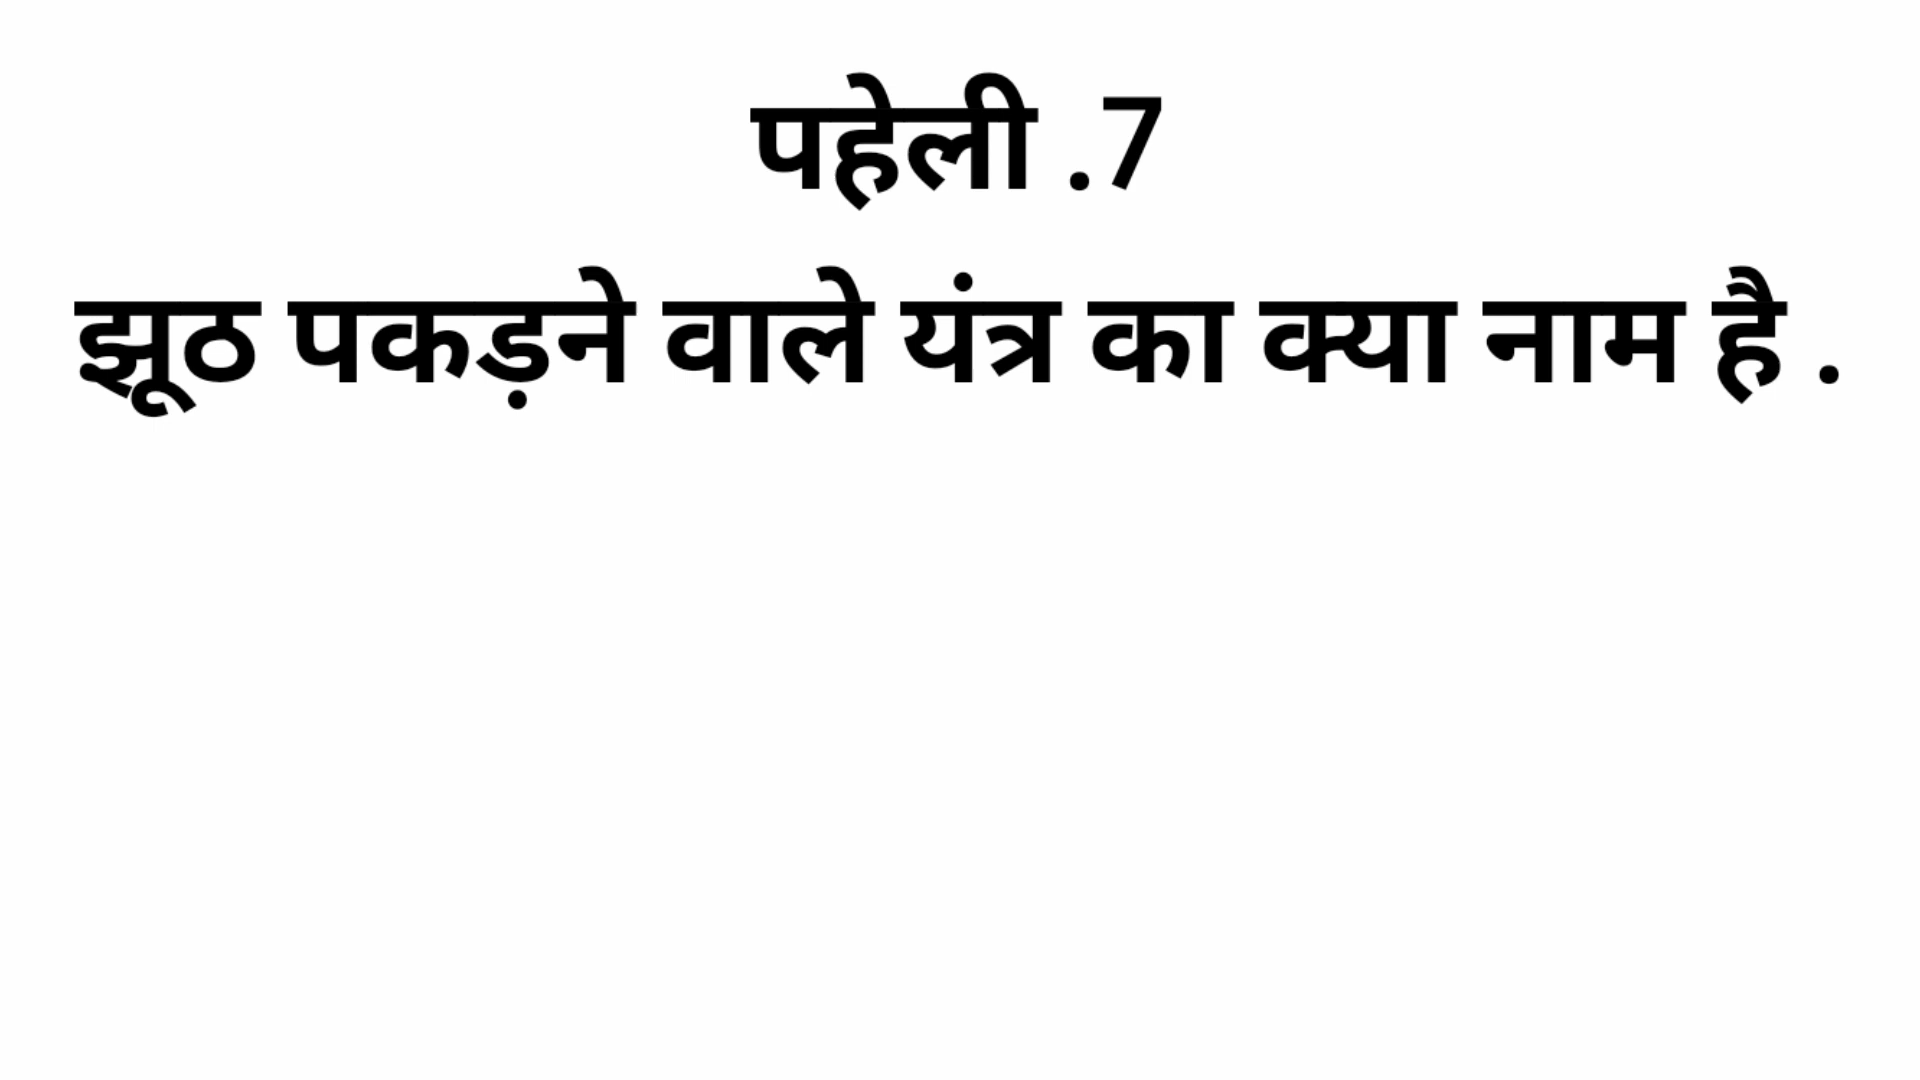 पहेली .7
झूठ पकड़ने वाले यंत्र का क्या नाम है .